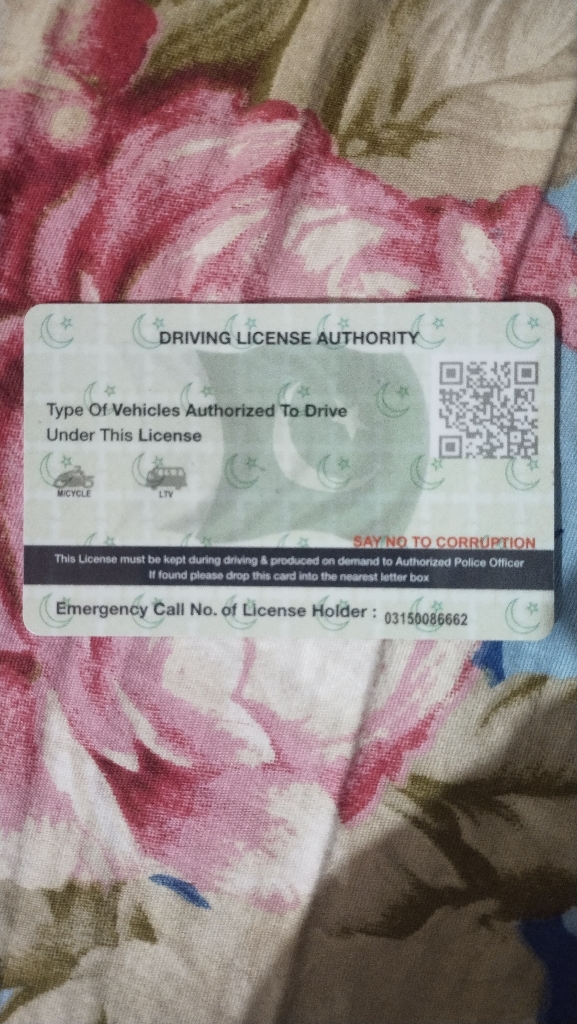 DRIVING LICENSE AUTHORITY
Type Of Vehicles Authorized To Drive
Under This License
M/CYCLE LTV
SAY NO TO CORRUPTION
This License must be kept during driving & produced on demand to Authorized Police Officer
If found please drop this card into the nearest letter box
Emergency Call No. of License Holder : 03150086662